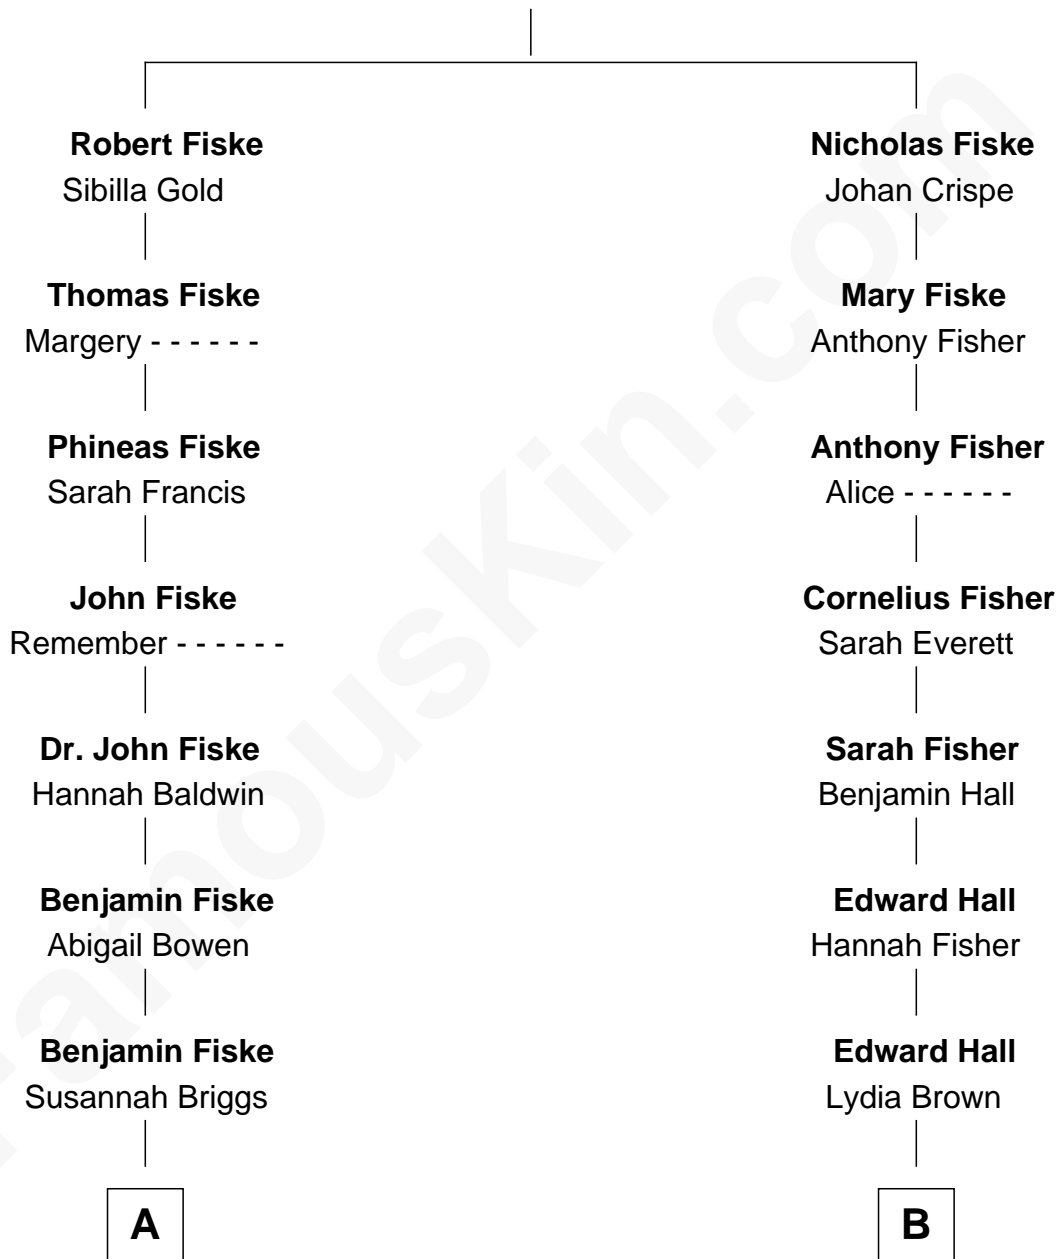 Robert Fiske
Sibilla Gold
Thomas Fiske
Margery - - - - - -
Phineas Fiske
Sarah Francis
John Fiske
Remember - - - - - -
Dr. John Fiske
Hannah Baldwin
Benjamin Fiske
Abigail Bowen
Benjamin Fiske
Susannah Briggs
A
Nicholas Fiske
Johan Crispe
Mary Fiske
Anthony Fisher
Anthony Fisher
Alice - - - - - -
Cornelius Fisher
Sarah Everett
Sarah Fisher
Benjamin Hall
Edward Hall
Hannah Fisher
Edward Hall
Lydia Brown
B
FamousKin.com